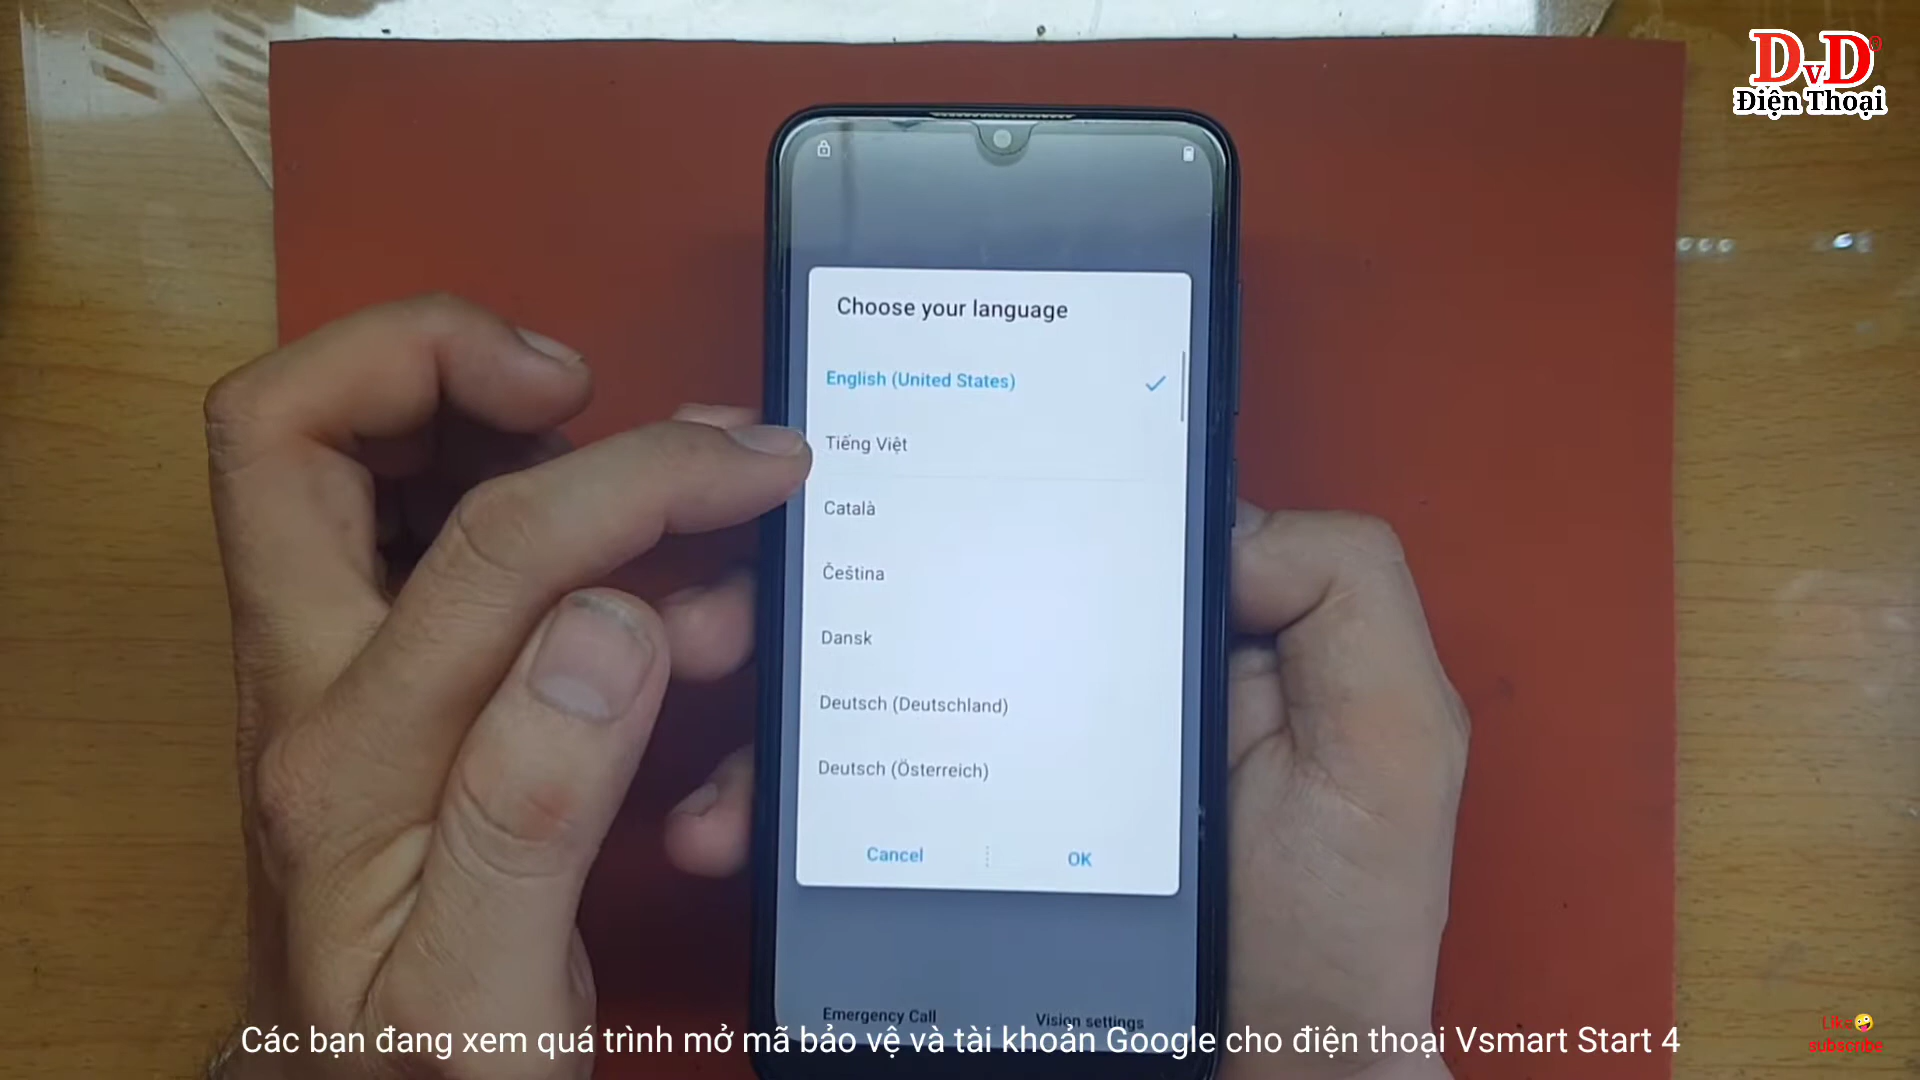 DvD®
Điện Thoại
Choose your language
English (United States)
Tiếng Việt
Català
Čeština
Dansk
Deutsch (Deutschland)
Deutsch (Österreich)
Cancel
OK
Emergency Call
Vision settings
Các bạn đang xem quá trình mở mã bảo vệ và tài khoản Google cho điện thoại Vsmart Start 4
Like🤪
subscribe